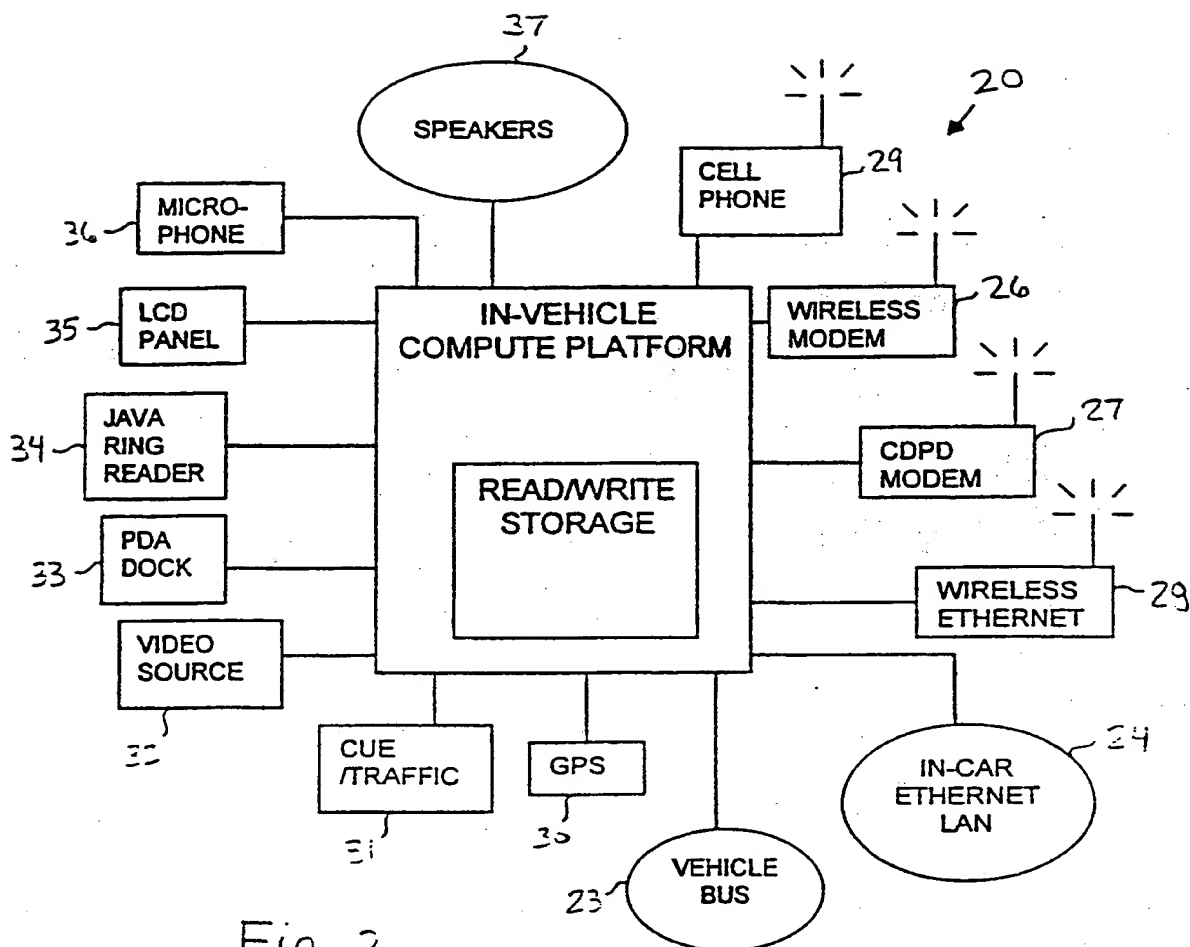 37
SPEAKERS
20
CELL
PHONE
29
MICRO-
PHONE
36
IN-VEHICLE
COMPUTE PLATFORM
WIRELESS
MODEM
26
LCD
PANEL
35
JAVA
RING
READER
34
CDPD
MODEM
27
READ/WRITE
STORAGE
PDA
DOCK
33
WIRELESS
ETHERNET
29
VIDEO
SOURCE
32
CUE
/TRAFFIC
31
GPS
30
IN-CAR
ETHERNET
LAN
24
VEHICLE
BUS
23
Fig. 2